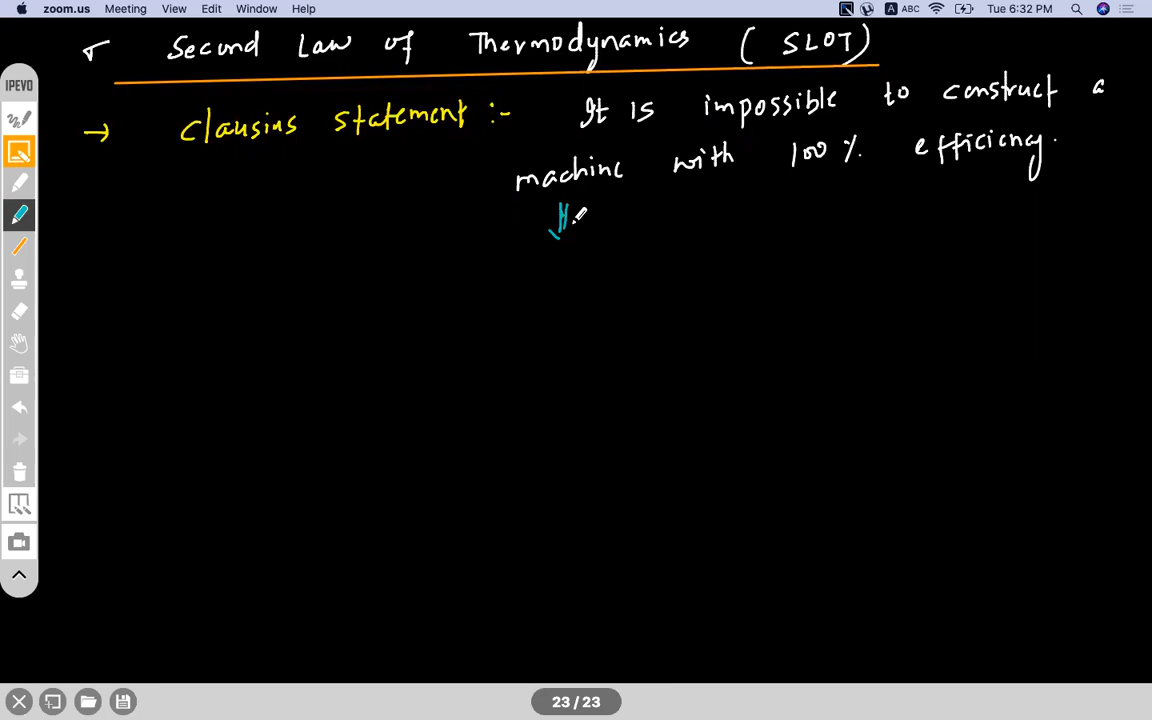 zoom.us Meeting View Edit Window Help A ABC Tue 6:32 PM
IPEVO
Second Law of Thermodynamics ( SLOT )
→ Clausius statement :- It is impossible to construct a
machine with 100 % efficiency.
23 / 23